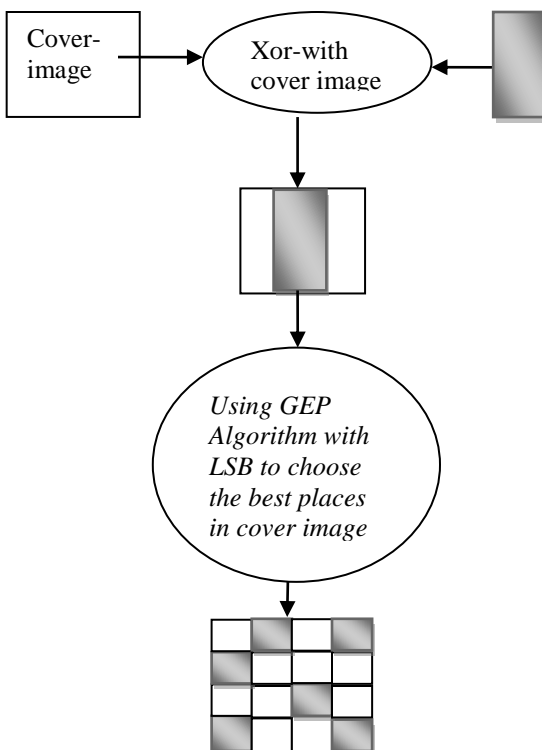 Cover-
image
Xor-with
cover image
Using GEP
Algorithm with
LSB to choose
the best places
in cover image